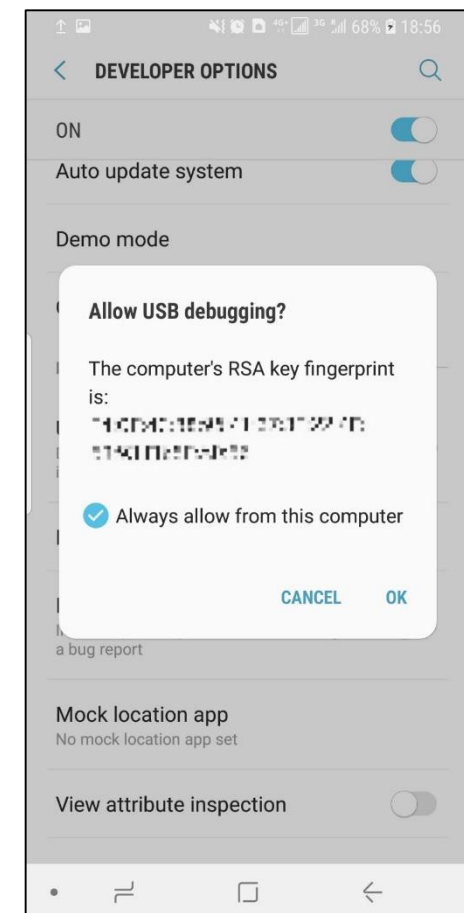 4G+ 3G 68% 18:56
DEVELOPER OPTIONS
ON
Auto update system
Demo mode
Allow USB debugging?
The computer's RSA key fingerprint
is:
Always allow from this computer
CANCEL OK
a bug report
Mock location app
No mock location app set
View attribute inspection